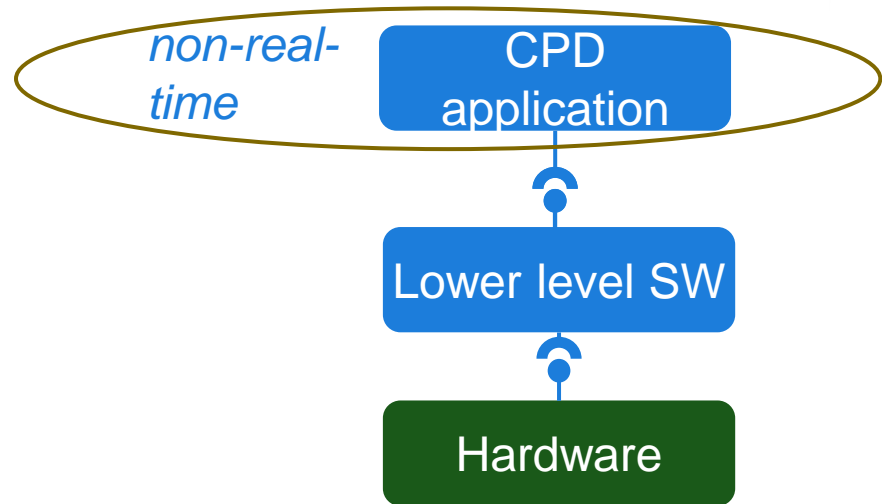 non-real-
time
CPD
application
Lower level SW
Hardware